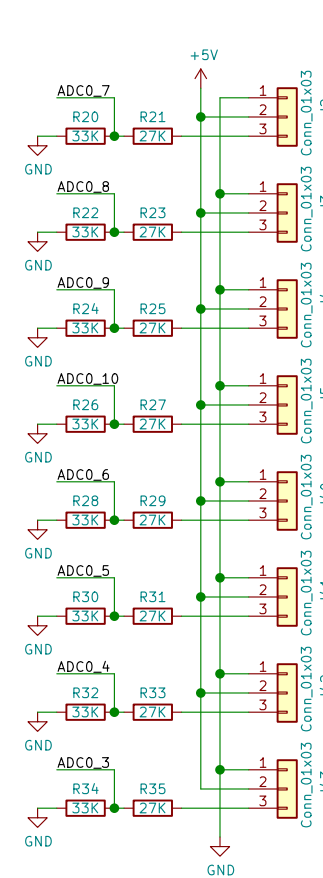 +5V
ADC0_7
R20 R21
33K 27K
GND
1
2
3
Conn_01x03
ADC0_8
R22 R23
33K 27K
GND
1
2
3
Conn_01x03
ADC0_9
R24 R25
33K 27K
GND
1
2
3
Conn_01x03
ADC0_10
R26 R27
33K 27K
GND
1
2
3
Conn_01x03
ADC0_6
R28 R29
33K 27K
GND
1
2
3
Conn_01x03
ADC0_5
R30 R31
33K 27K
GND
1
2
3
Conn_01x03
ADC0_4
R32 R33
33K 27K
GND
1
2
3
Conn_01x03
ADC0_3
R34 R35
33K 27K
GND
1
2
3
Conn_01x03
GND